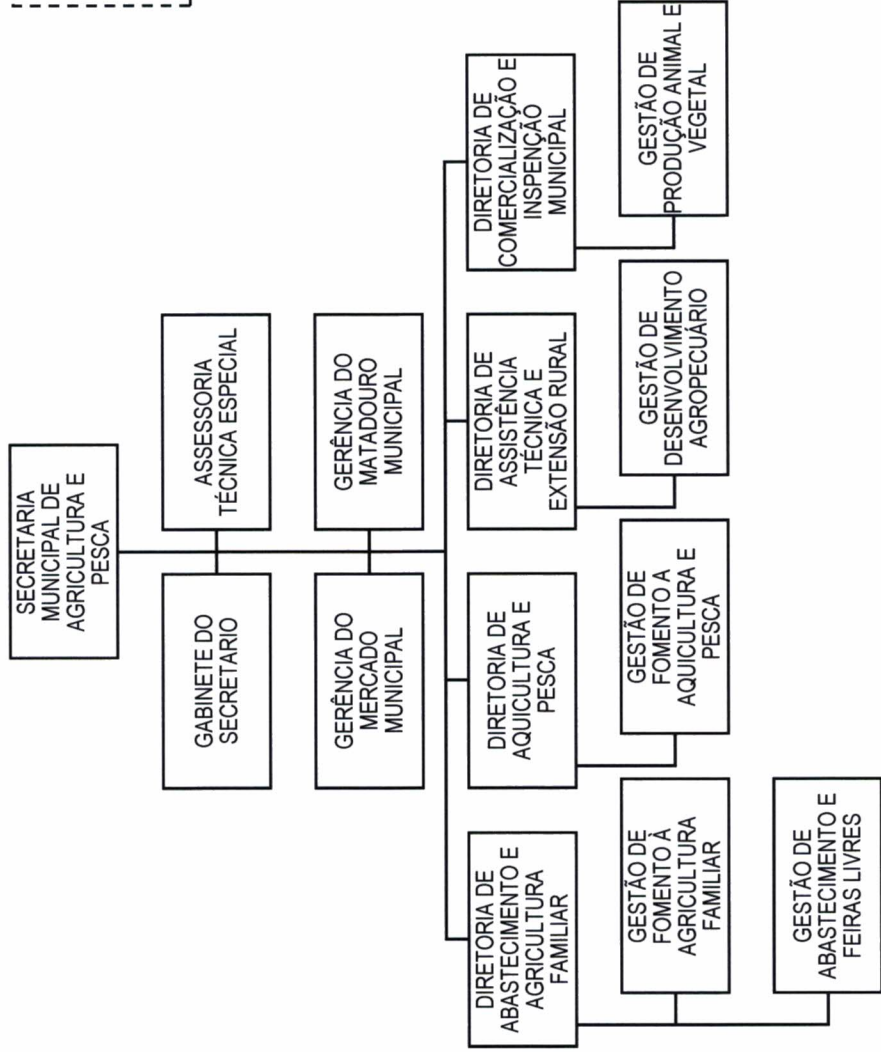 SECRETARIA
MUNICIPAL DE
AGRICULTURA E
PESCA
GABINETE DO
SECRETARIO
ASSESSORIA
TÉCNICA ESPECIAL
GERÊNCIA DO
MERCADO
MUNICIPAL
GERÊNCIA DO
MATADOURO
MUNICIPAL
DIRETORIA DE
ABASTECIMENTO E
AGRICULTURA
FAMILIAR
DIRETORIA DE
AQUICULTURA E
PESCA
DIRETORIA DE
ASSISTÊNCIA
TÉCNICA E
EXTENSÃO RURAL
DIRETORIA DE
COMERCIALIZAÇÃO E
INSPENÇÃO
MUNICIPAL
GESTÃO DE
FOMENTO À
AGRICULTURA
FAMILIAR
GESTÃO DE
FOMENTO A
AQUICULTURA E
PESCA
GESTÃO DE
DESENVOLVIMENTO
AGROPECUÁRIO
GESTÃO DE
PRODUÇÃO ANIMAL E
VEGETAL
GESTÃO DE
ABASTECIMENTO E
FEIRAS LIVRES